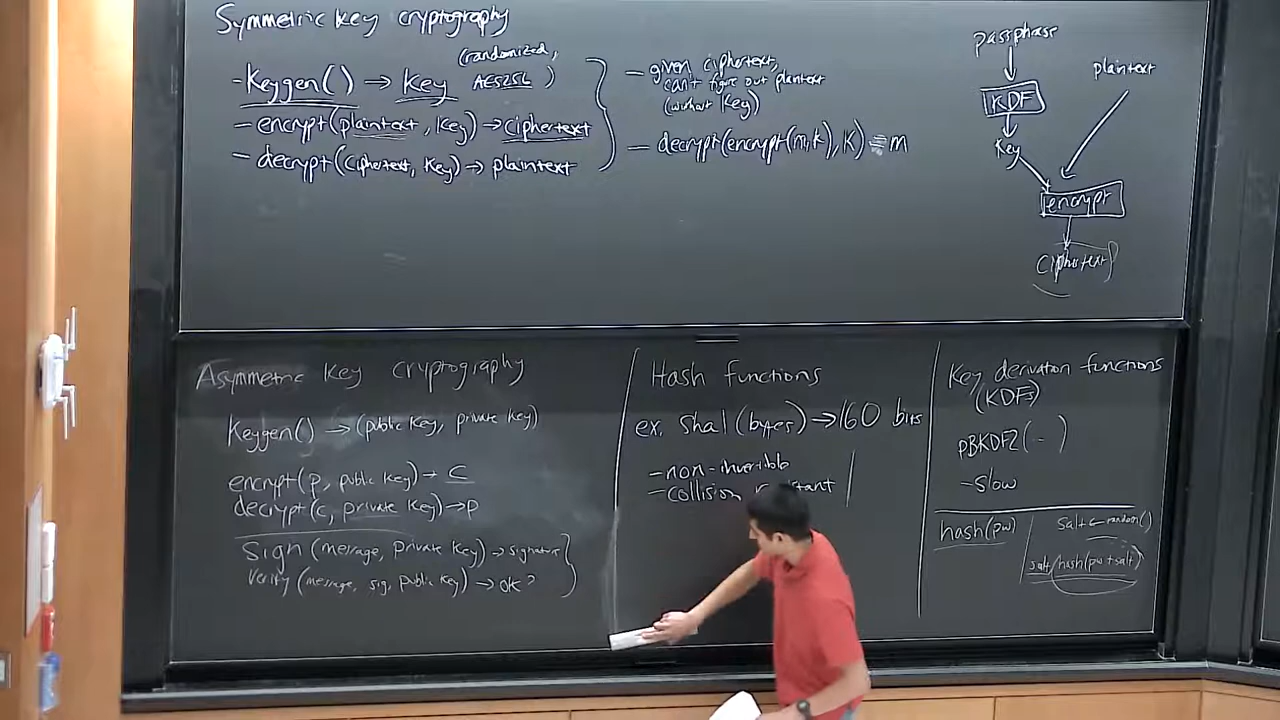 Symmetric key cryptography
(randomized,
- Keygen() → Key AES256 )
- encrypt(plaintext, Key) → ciphertext
- decrypt(ciphertext, Key) → plaintext
- given ciphertext,
can't figure out plaintext
(without Key)
- decrypt(encrypt(m,k), k) = m
passphrase
KDF
Key
plaintext
encrypt
ciphertext
Asymmetric Key cryptography
Keygen() → (public Key, private Key)
encrypt(p, public key) → C
decrypt(c, private key) → p
Sign (message, private key) → signature
Verify (message, sig, public key) → OK?
Hash functions
ex. Sha1 (bytes) → 160 bits
- non-invertible
- collision resistant
Key derivation functions
(KDFs)
PBKDF2( - )
- slow
hash(pw)
Salt ← random()
salt, hash(pw+salt)